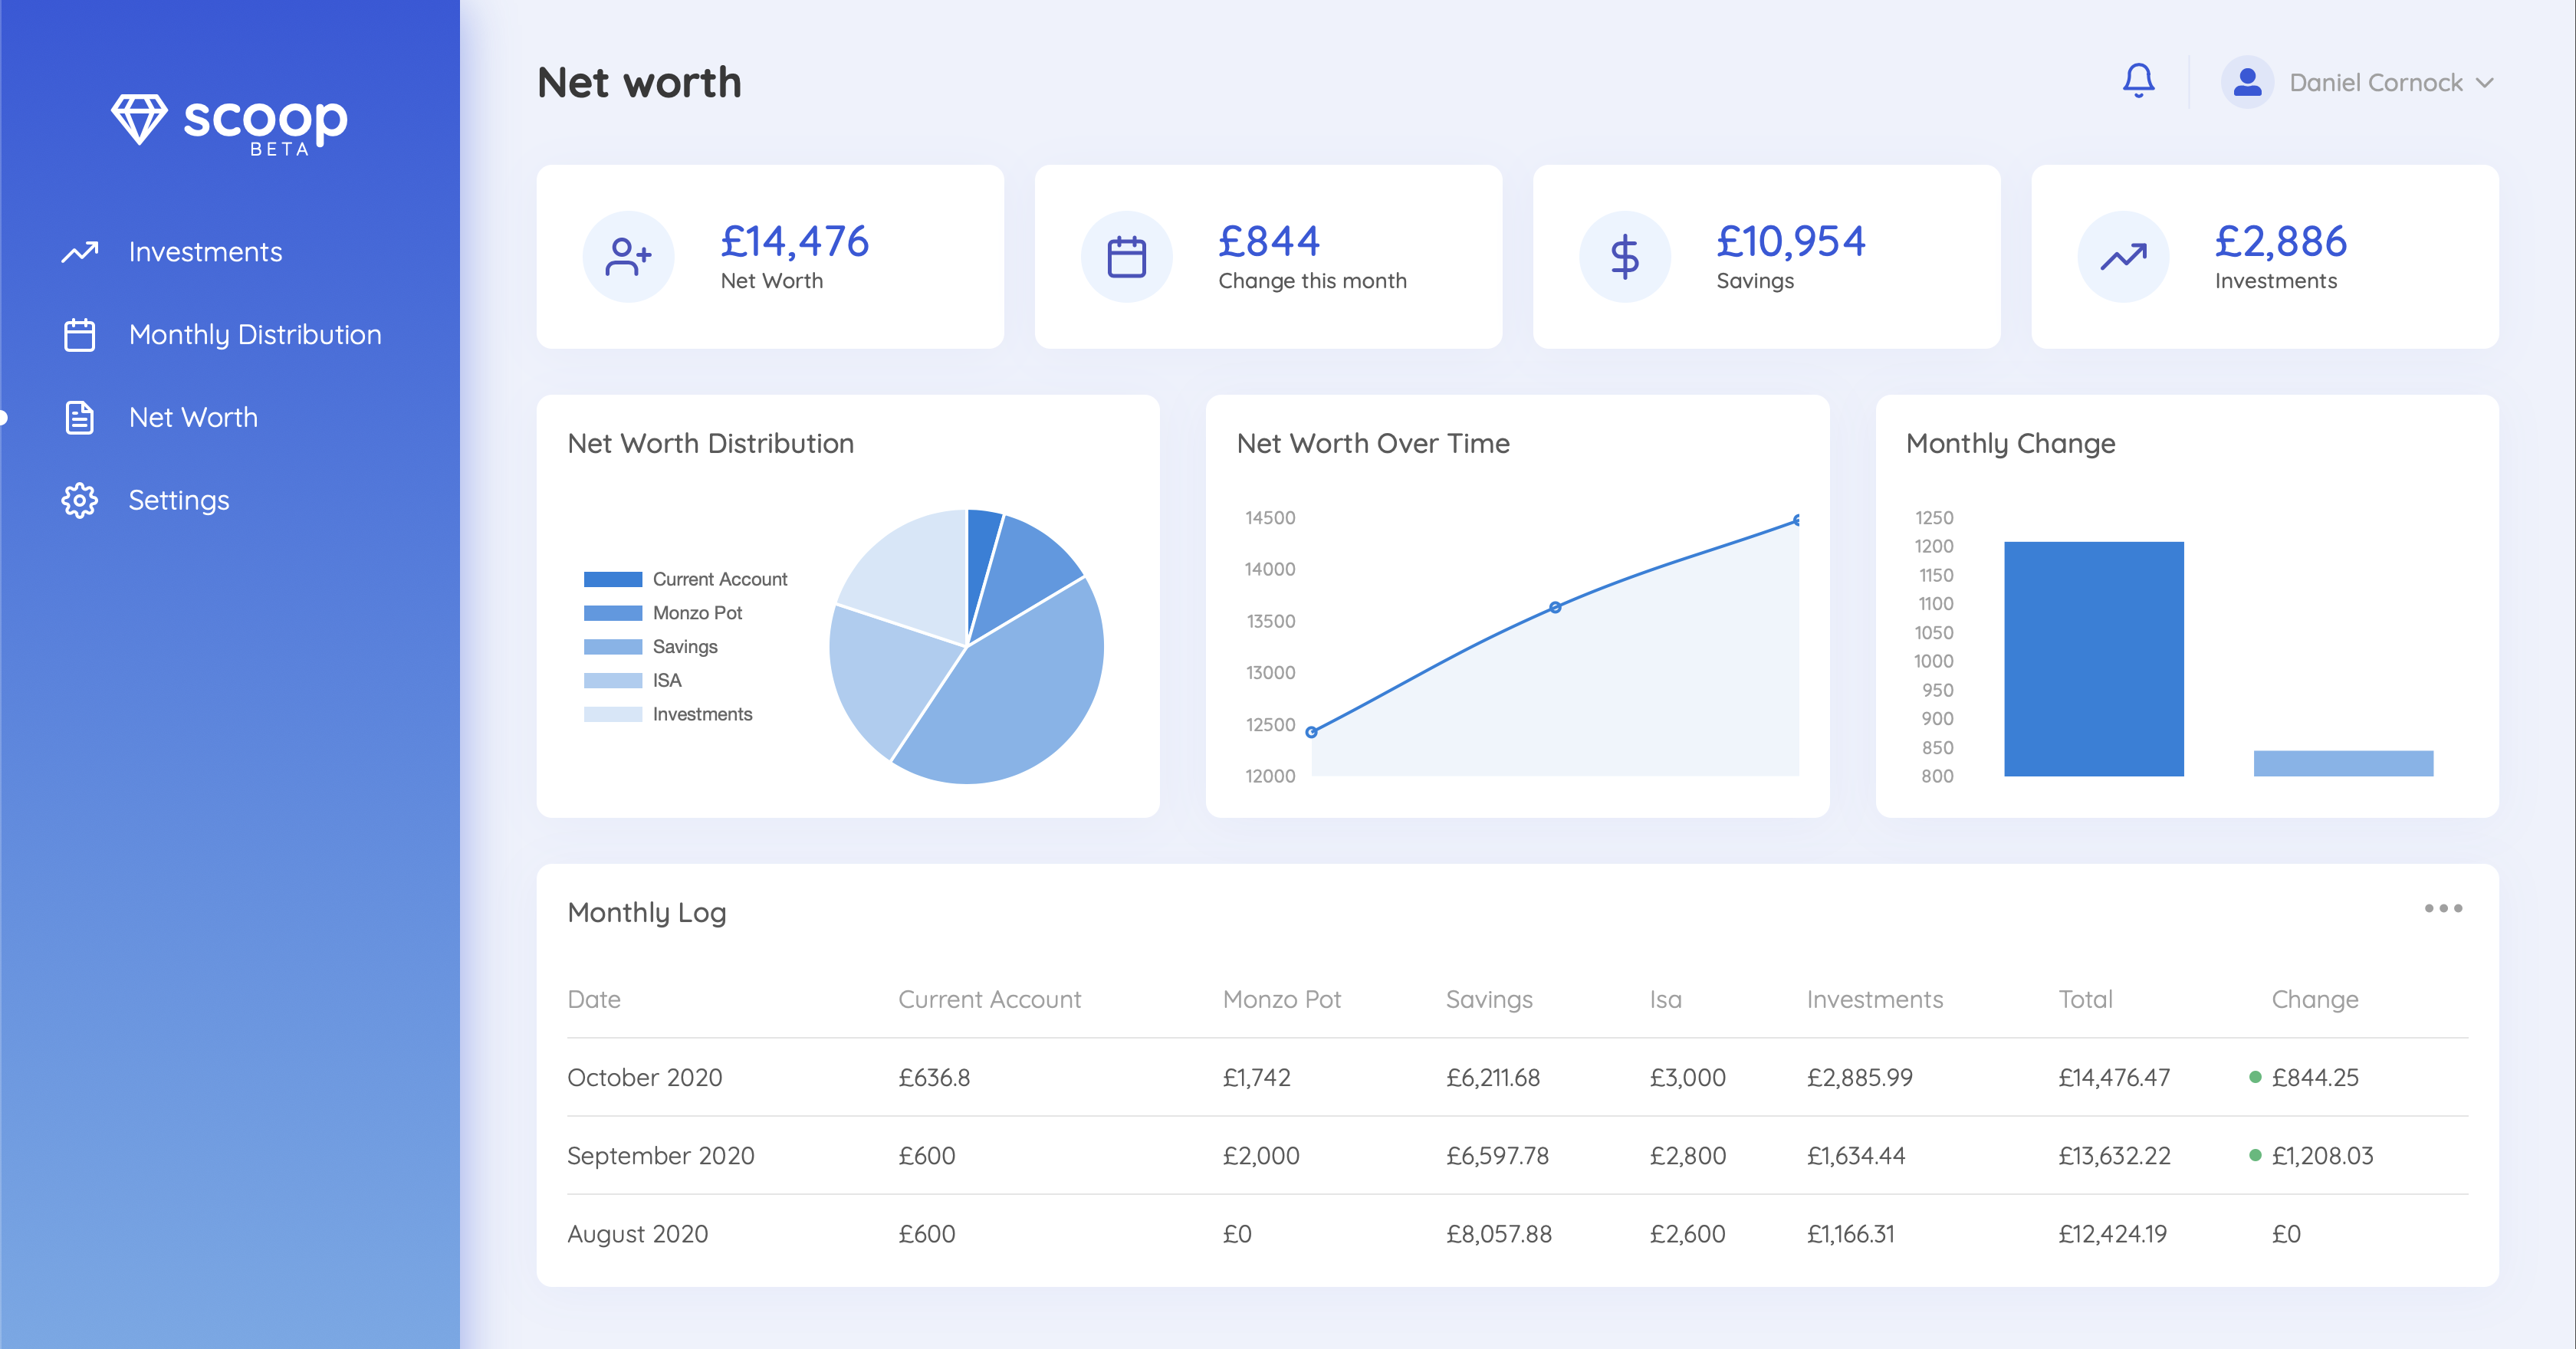 scoop
BETA
Investments
Monthly Distribution
Net Worth
Settings
Net worth
Daniel Cornock
£14,476
Net Worth
£844
Change this month
£10,954
Savings
£2,886
Investments
Net Worth Distribution
Current Account
Monzo Pot
Savings
ISA
Investments
Net Worth Over Time
14500
14000
13500
13000
12500
12000
Monthly Change
1250
1200
1150
1100
1050
1000
950
900
850
800
Monthly Log
Date Current Account Monzo Pot Savings Isa Investments Total Change
October 2020 £636.8 £1,742 £6,211.68 £3,000 £2,885.99 £14,476.47 £844.25
September 2020 £600 £2,000 £6,597.78 £2,800 £1,634.44 £13,632.22 £1,208.03
August 2020 £600 £0 £8,057.88 £2,600 £1,166.31 £12,424.19 £0